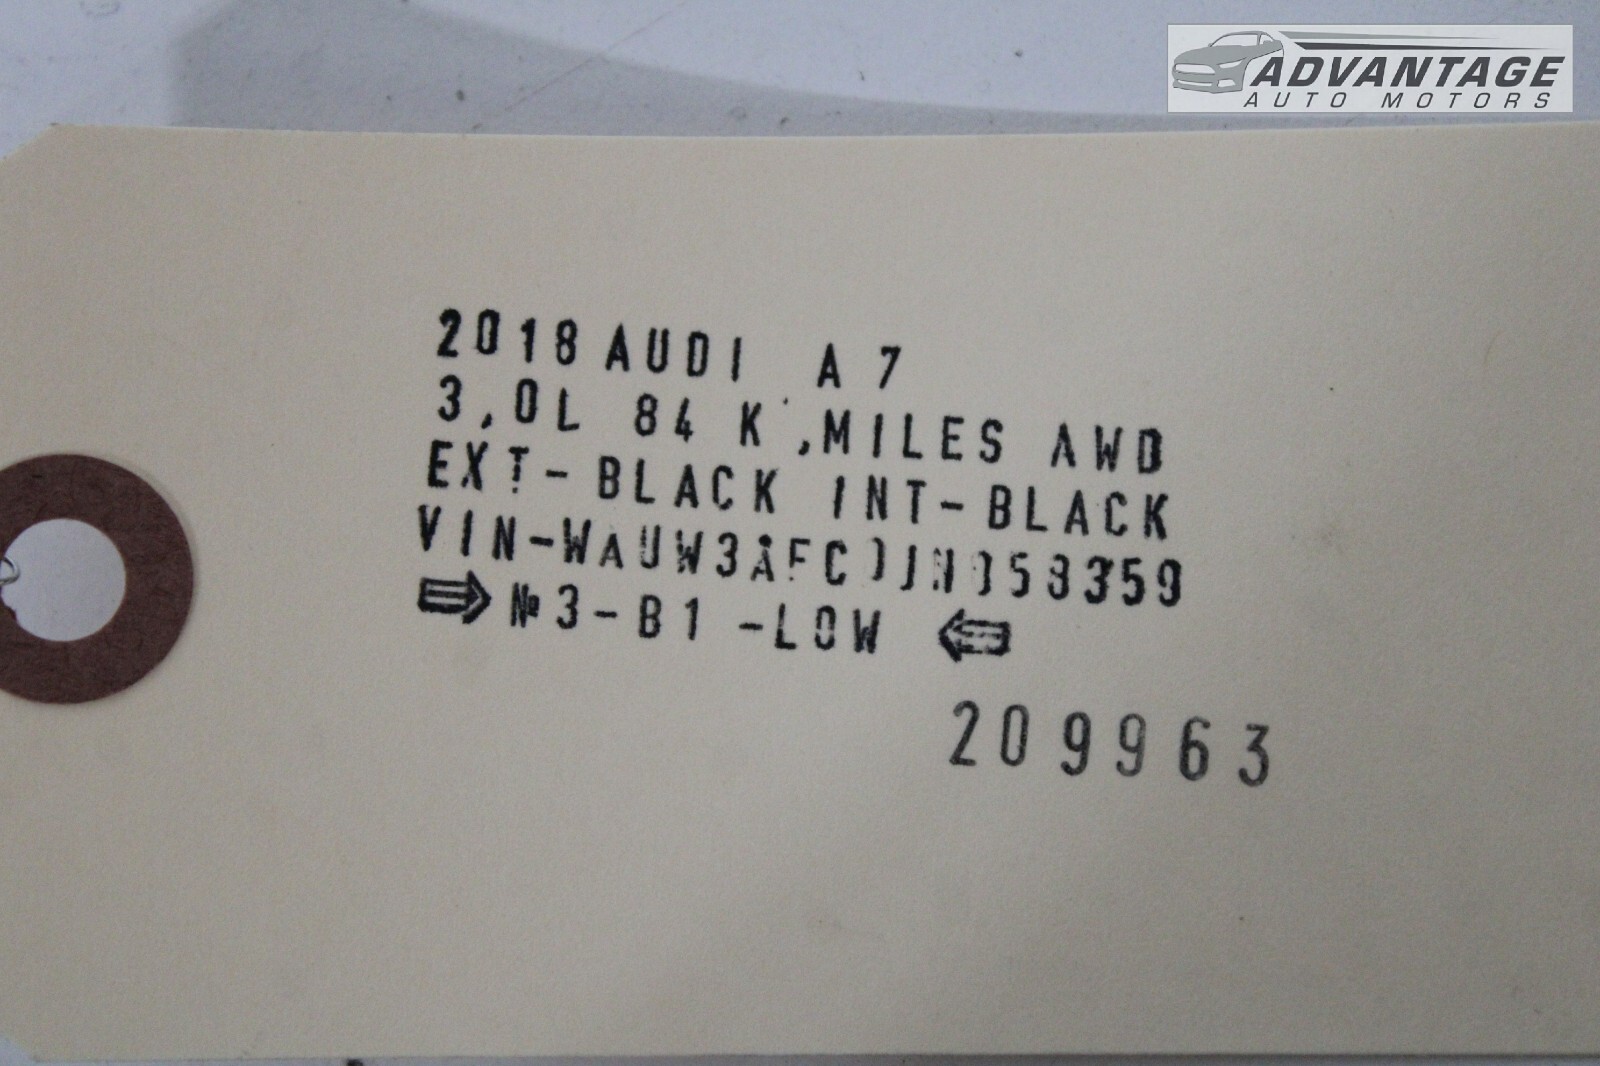 ADVANTAGE
AUTO MOTORS
2018 AUDI A 7
3,0L 84 K ,MILES AWD
EXT-BLACK INT-BLACK
№3-B1 -LOW
209963